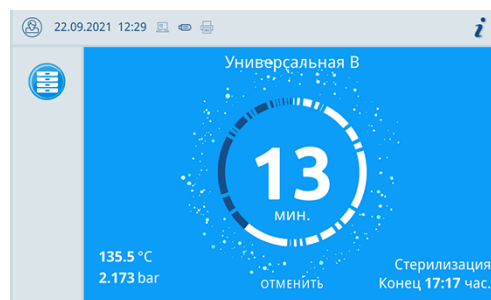 22.09.2021 12:29
i
Универсальная B
13
мин.
135.5 °C
2.173 bar
ОТМЕНИТЬ
Стерилизация
Конец 17:17 час.